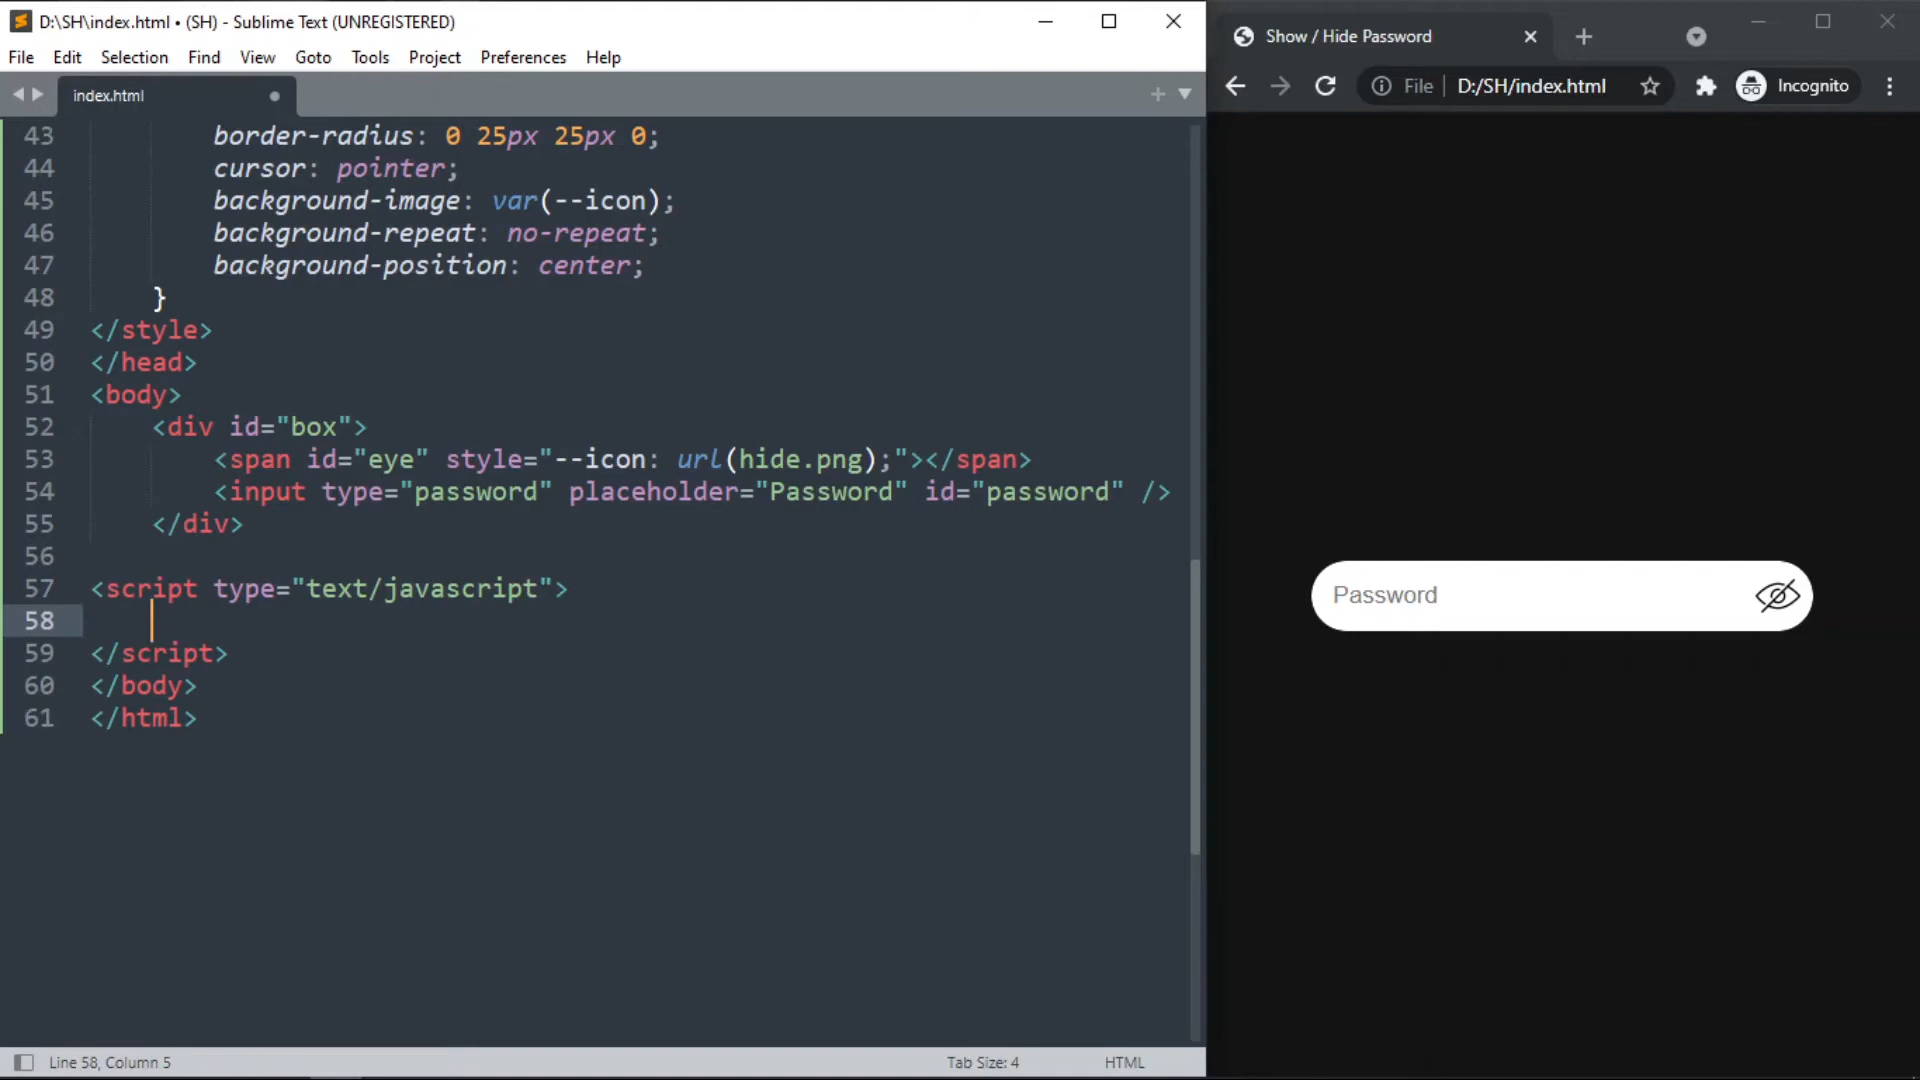 D:\SH\index.html • (SH) - Sublime Text (UNREGISTERED)
File Edit Selection Find View Goto Tools Project Preferences Help
index.html
43 border-radius: 0 25px 25px 0;
44 cursor: pointer;
45 background-image: var(--icon);
46 background-repeat: no-repeat;
47 background-position: center;
48 }
49 </style>
50 </head>
51 <body>
52 <div id="box">
53 <span id="eye" style="--icon: url(hide.png);"></span>
54 <input type="password" placeholder="Password" id="password" />
55 </div>
56
57 <script type="text/javascript">
58
59 </script>
60 </body>
61 </html>
Line 58, Column 5
Tab Size: 4
HTML
Show / Hide Password
File D:/SH/index.html
Incognito
Password